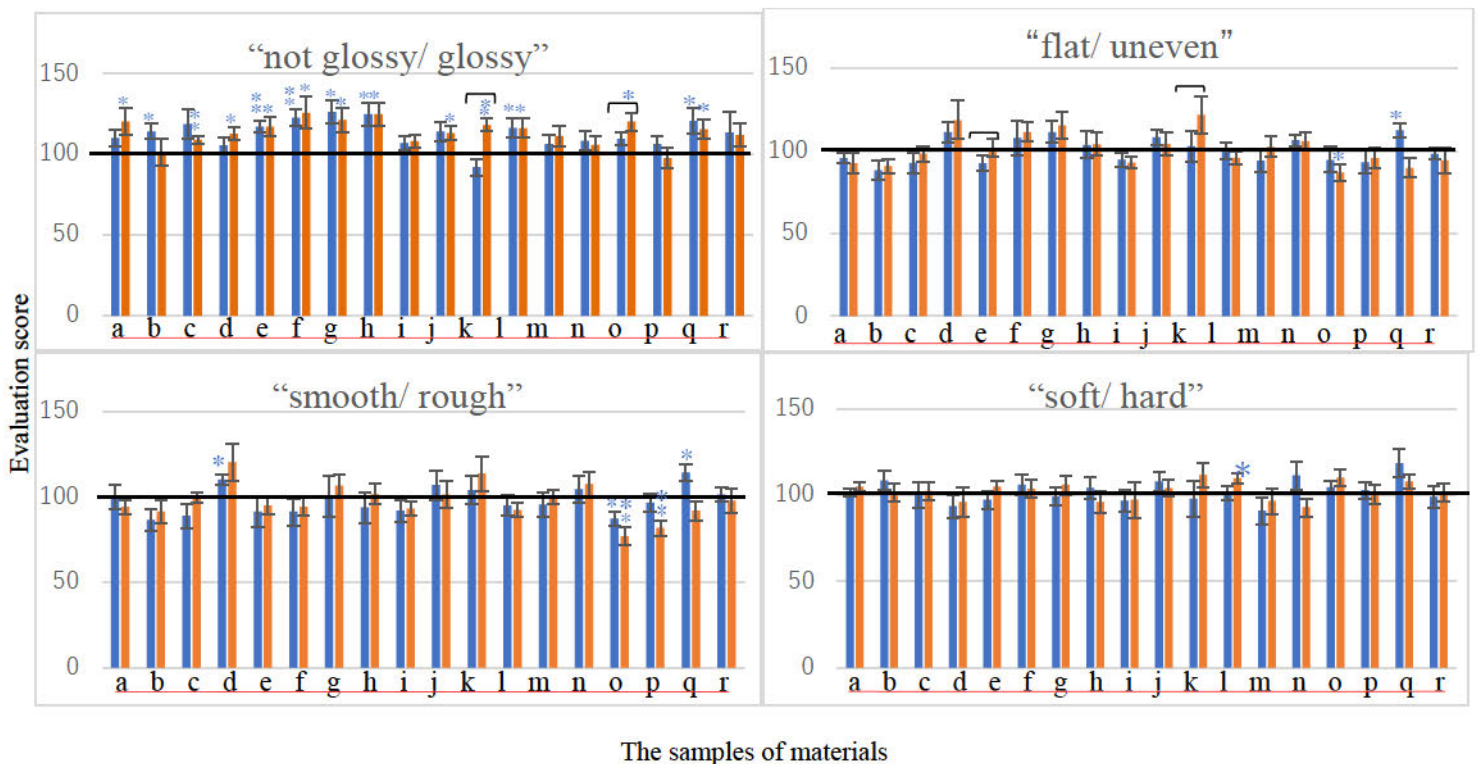 “not glossy/ glossy”
150
100
50
0
* * * * * * * * * * * * * * * * * * * * * * *
a b c d e f g h i j k l m n o p q r
“flat/ uneven”
150
100
50
0
* *
a b c d e f g h i j k l m n o p q r
Evaluation score
“smooth/ rough”
150
100
50
0
* * * * * * * *
a b c d e f g h i j k l m n o p q r
“soft/ hard”
150
100
50
0
*
a b c d e f g h i j k l m n o p q r
The samples of materials